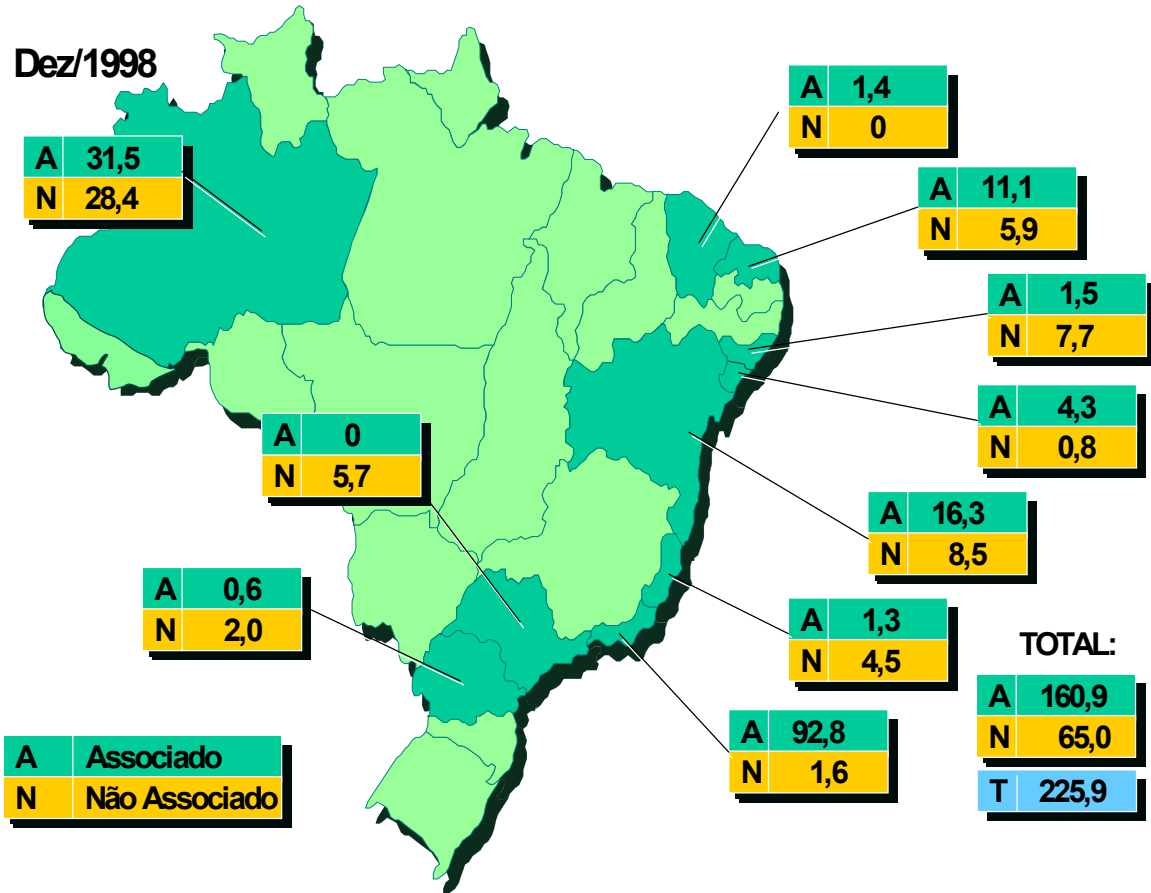 Dez/1998
A 1,4
N 0
A 31,5
N 28,4
A 11,1
N 5,9
A 1,5
N 7,7
A 4,3
N 0,8
A 0
N 5,7
A 16,3
N 8,5
A 0,6
N 2,0
A 1,3
N 4,5
TOTAL:
A 160,9
N 65,0
T 225,9
A 92,8
N 1,6
A Associado
N Não Associado